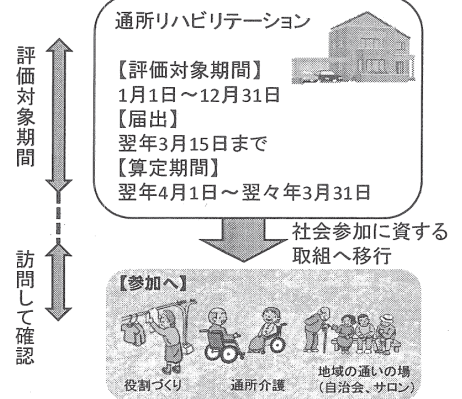 通所リハビリテーション
【評価対象期間】
1月1日～12月31日
【届出】
翌年3月15日まで
【算定期間】
翌年4月1日～翌々年3月31日
評価対象期間
社会参加に資する
取組へ移行
訪問して確認
【参加へ】
役割づくり
通所介護
地域の通いの場
（自治会、サロン）